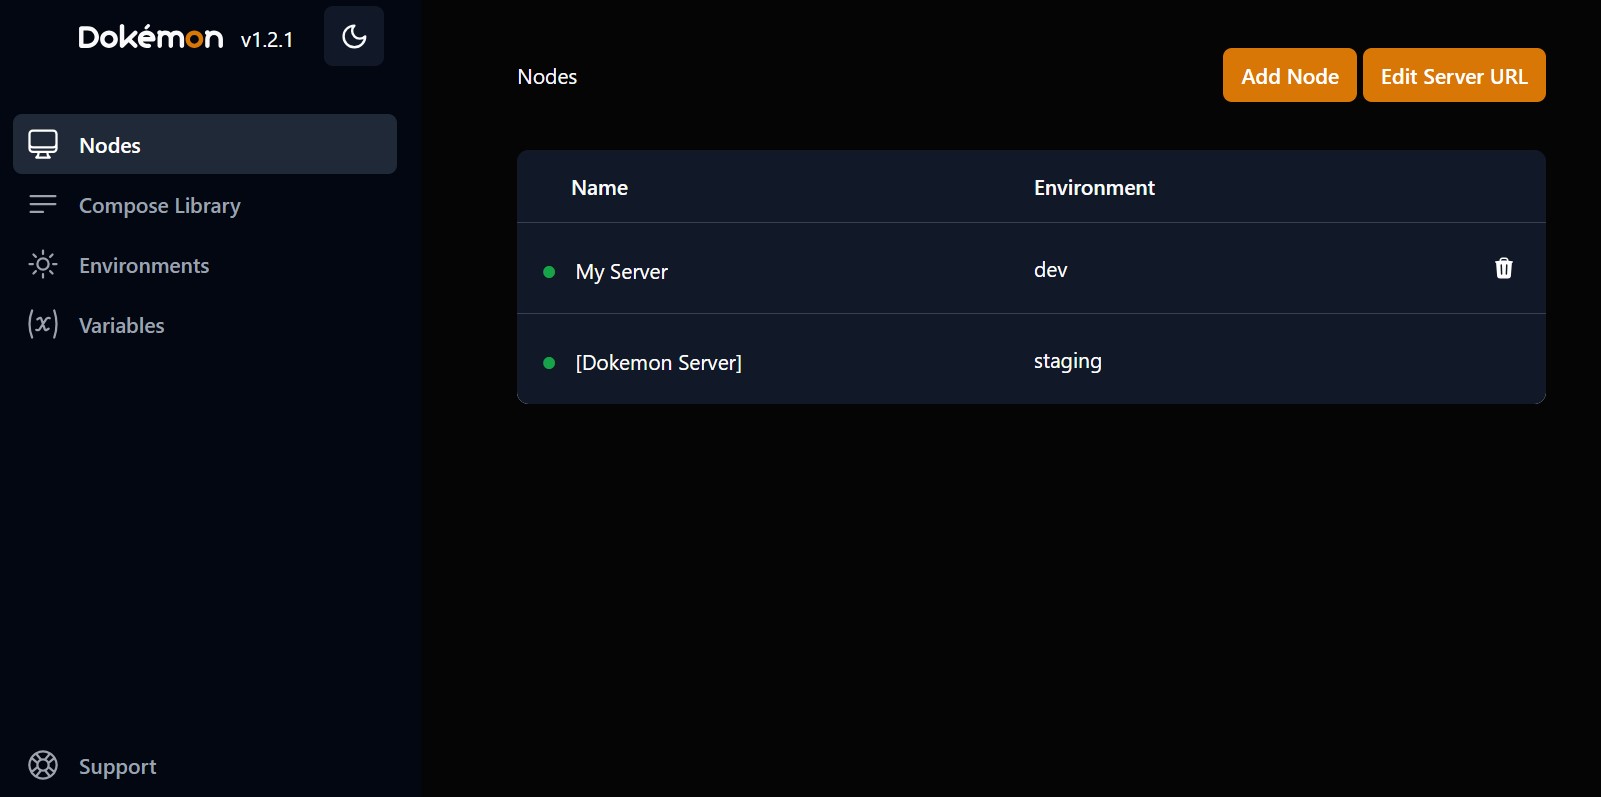 Dokémon v1.2.1
Nodes
Compose Library
Environments
(x) Variables
Support
Nodes
Add Node
Edit Server URL
Name Environment
My Server dev
[Dokemon Server] staging